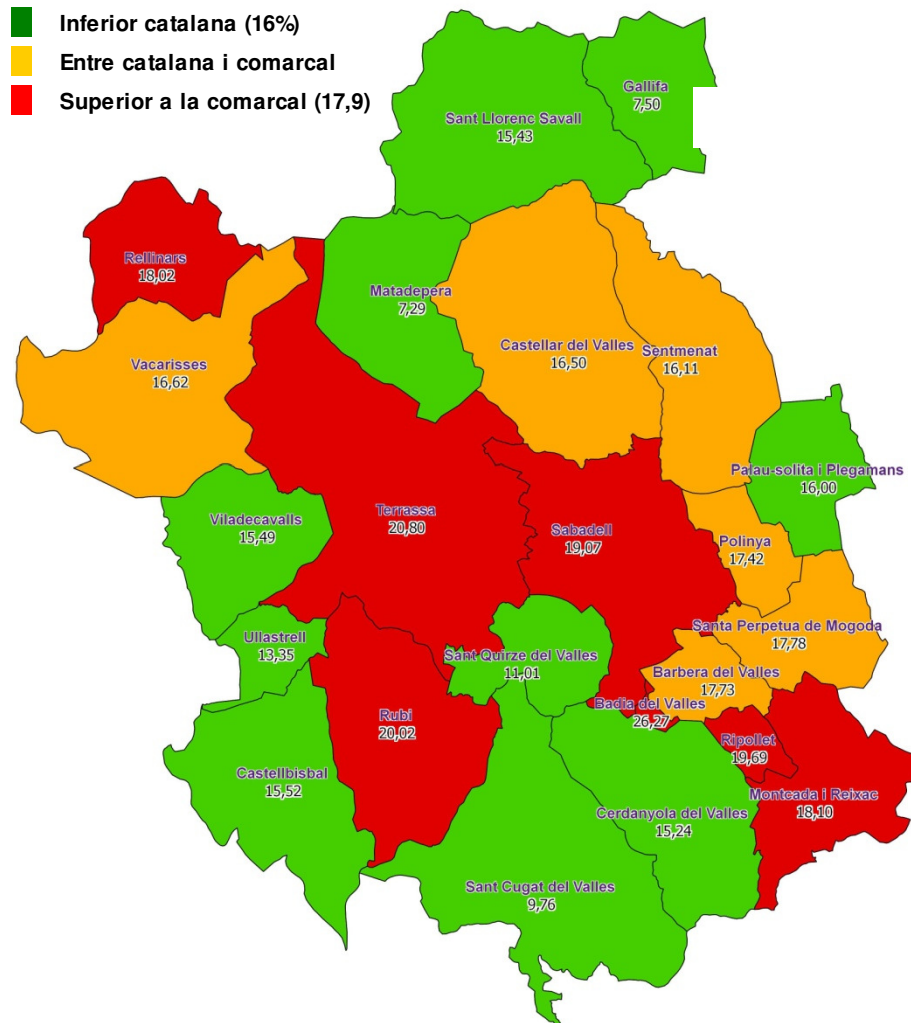 Inferior catalana (16%)
Entre catalana i comarcal
Superior a la comarcal (17,9)
Gallifa
7,50
Sant Llorenc Savall
15,43
Rellinars
18,02
Matadepera
7,29
Castellar del Valles
16,50
Sentmenat
16,11
Vacarisses
16,62
Palau-solita i Plegamans
16,00
Terrassa
20,80
Viladecavalls
15,49
Sabadell
19,07
Polinya
17,42
Santa Perpetua de Mogoda
17,78
Ullastrell
13,35
Sant Quirze del Valles
11,01
Barbera del Valles
17,73
Badia del Valles
26,27
Rubi
20,02
Ripollet
19,69
Castellbisbal
15,52
Montcada i Reixac
18,10
Cerdanyola del Valles
15,24
Sant Cugat del Valles
9,76